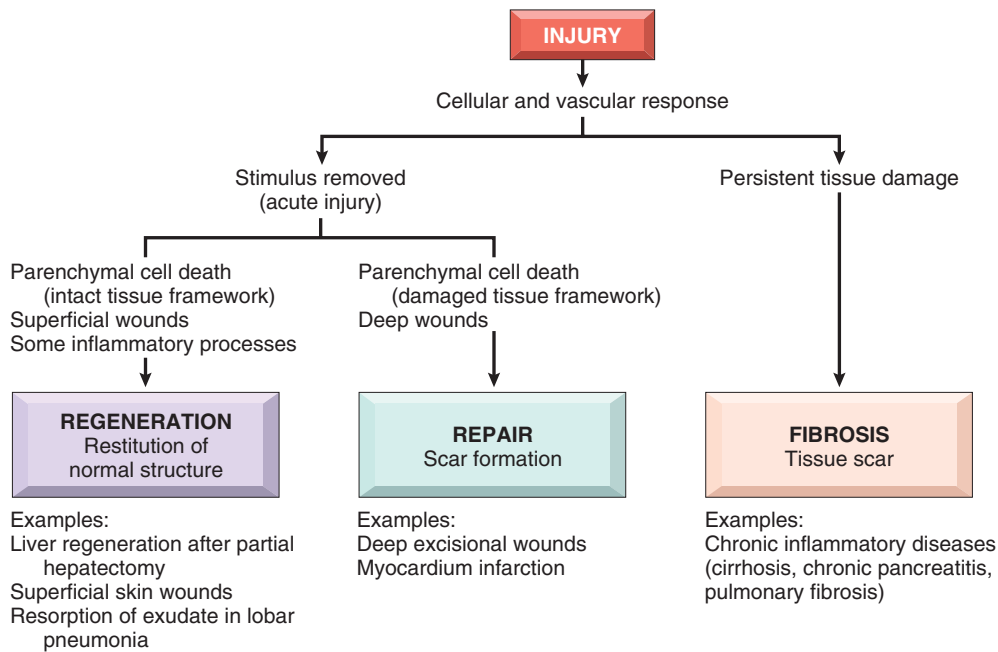 INJURY
Cellular and vascular response
Stimulus removed
(acute injury)
Persistent tissue damage
Parenchymal cell death
(intact tissue framework)
Superficial wounds
Some inflammatory processes
Parenchymal cell death
(damaged tissue framework)
Deep wounds
REGENERATION
Restitution of
normal structure
REPAIR
Scar formation
FIBROSIS
Tissue scar
Examples:
Liver regeneration after partial
hepatectomy
Superficial skin wounds
Resorption of exudate in lobar
pneumonia
Examples:
Deep excisional wounds
Myocardium infarction
Examples:
Chronic inflammatory diseases
(cirrhosis, chronic pancreatitis,
pulmonary fibrosis)